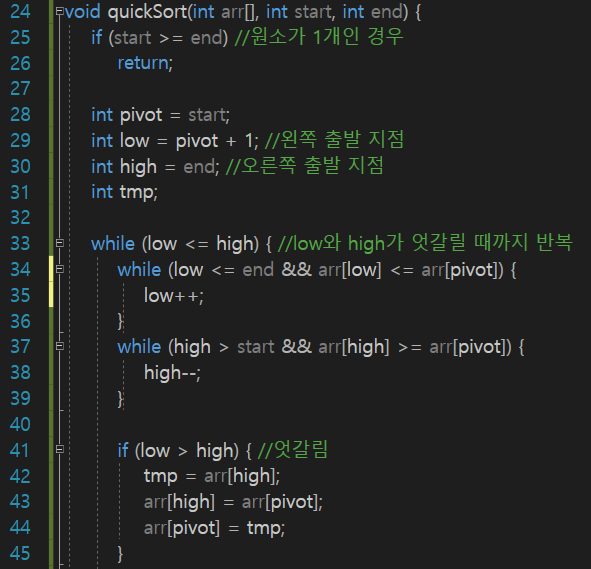 24 void quickSort(int arr[], int start, int end) {
25 if (start >= end) //원소가 1개인 경우
26 return;
27
28 int pivot = start;
29 int low = pivot + 1; //왼쪽 출발 지점
30 int high = end; //오른쪽 출발 지점
31 int tmp;
32
33 while (low <= high) { //low와 high가 엇갈릴 때까지 반복
34 while (low <= end && arr[low] <= arr[pivot]) {
35 low++;
36 }
37 while (high > start && arr[high] >= arr[pivot]) {
38 high--;
39 }
40
41 if (low > high) { //엇갈림
42 tmp = arr[high];
43 arr[high] = arr[pivot];
44 arr[pivot] = tmp;
45 }